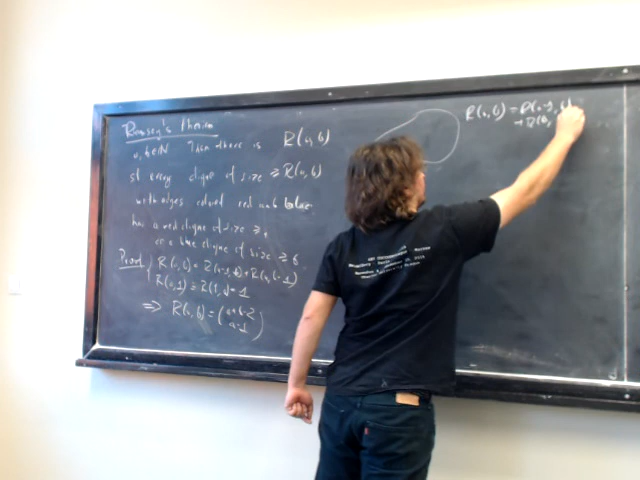 Ramsey's theorem
a, b∈ℕ Then there is R(a, b)
st every clique of size ≥ R(a, b)
with edges colored red and blue
has a red clique of size ≥ a
or a blue clique of size ≥ b
Proof R(a, b) = R(a-1, b) + R(a, b-1)
R(a, 1) = R(1, b) = 1
⇒ R(a, b) = (a+b-2
a-1)
R(a, b) = R(a-1, b)
+ R(a,